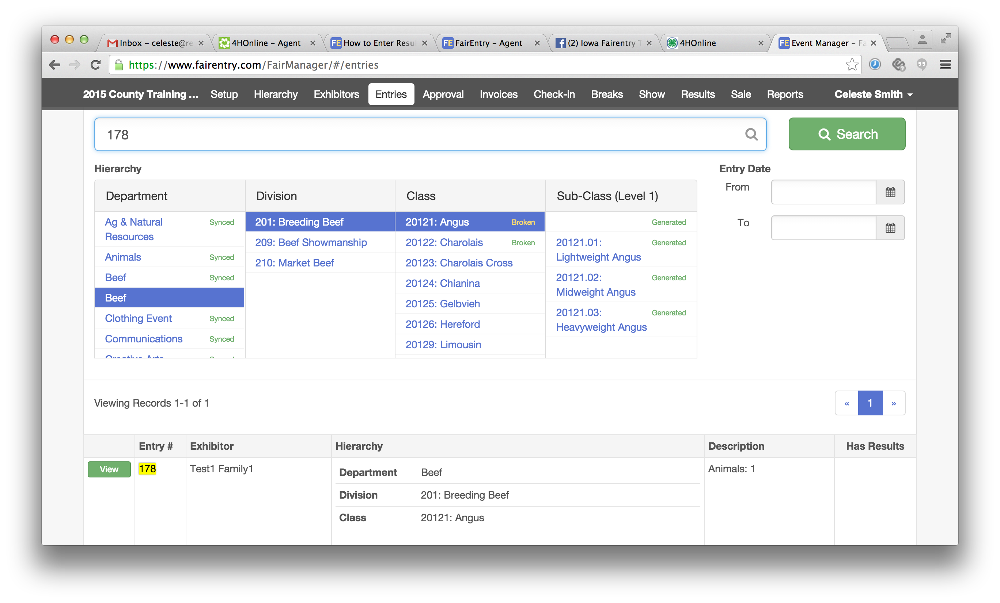 Inbox – celeste@re
4HOnline – Agent
FE How to Enter Resul
FE FairEntry – Agent
(2) Iowa Fairentry T
4HOnline
FE Event Manager – Fa
https://www.fairentry.com/FairManager/#/entries
2015 County Training ... Setup Hierarchy Exhibitors Entries Approval Invoices Check-in Breaks Show Results Sale Reports Celeste Smith
178
Search
Hierarchy
Entry Date
Department Division Class Sub-Class (Level 1)
From
To
Ag & Natural Resources Synced
Animals Synced
Beef Synced
Beef
Clothing Event Synced
Communications Synced
Creative Arts
201: Breeding Beef
209: Beef Showmanship
210: Market Beef
20121: Angus Broken
20122: Charolais Broken
20123: Charolais Cross
20124: Chianina
20125: Gelbvieh
20126: Hereford
20129: Limousin
Generated
20121.01: Generated
Lightweight Angus
20121.02: Generated
Midweight Angus
20121.03: Generated
Heavyweight Angus
Viewing Records 1-1 of 1
« 1 »
Entry # Exhibitor Hierarchy Description Has Results
View 178 Test1 Family1
Department Beef
Division 201: Breeding Beef
Class 20121: Angus
Animals: 1